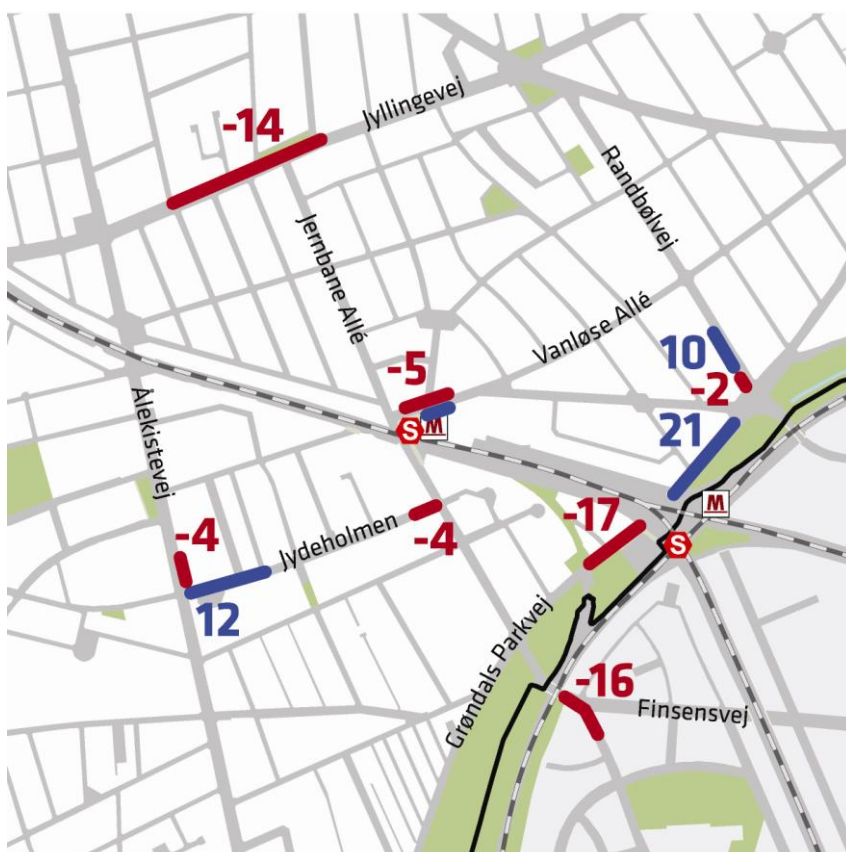 Jyllingevej
-14
Randbølvej
Jernbane Allé
Vanløse Allé
10
-5
-2
Ålekistevej
21
M
S
M
-17
-4
Jydeholmen
-4
S
12
Grøndals Parkvej
-16
Finsensvej